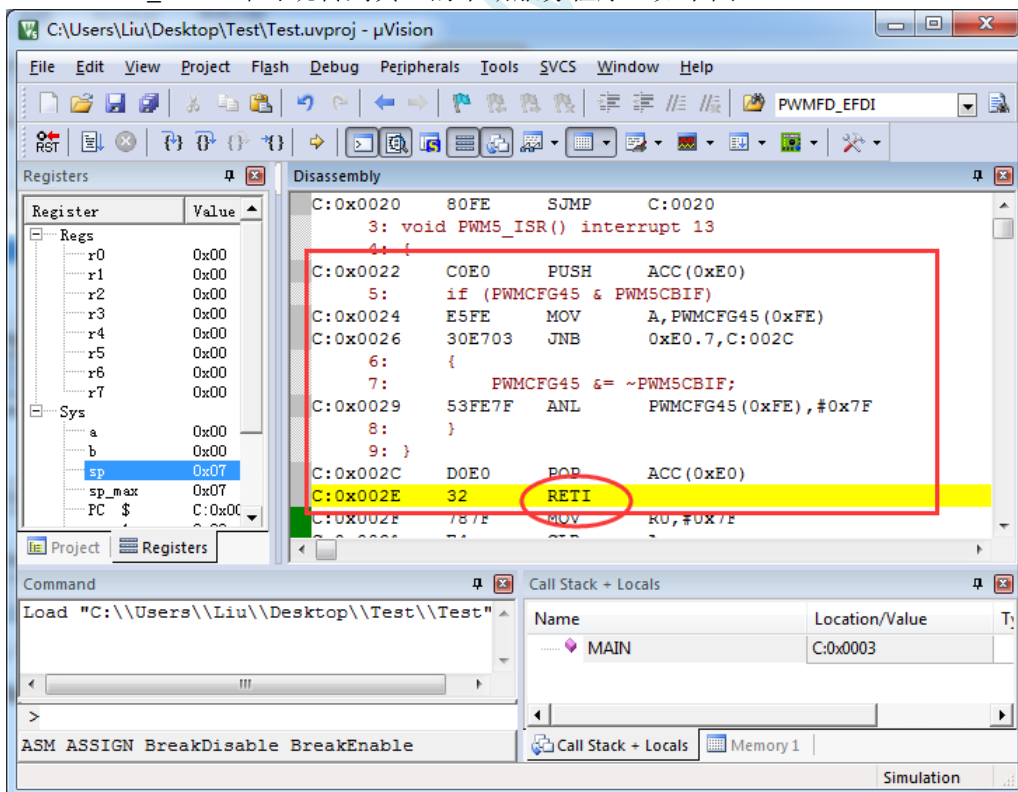 C:\Users\Liu\Desktop\Test\Test.uvproj - µVision
File Edit View Project Flash Debug Peripherals Tools SVCS Window Help
PWMFD_EFDI
RST
Registers
Disassembly
Register Value
Regs
r0 0x00
r1 0x00
r2 0x00
r3 0x00
r4 0x00
r5 0x00
r6 0x00
r7 0x00
Sys
a 0x00
b 0x00
sp 0x07
sp_max 0x07
PC $ C:0x00
C:0x0020 80FE SJMP C:0020
3: void PWM5_ISR() interrupt 13
4: {
C:0x0022 C0E0 PUSH ACC(0xE0)
5: if (PWMCFG45 & PWM5CBIF)
C:0x0024 E5FE MOV A,PWMCFG45(0xFE)
C:0x0026 30E703 JNB 0xE0.7,C:002C
6: {
7: PWMCFG45 &= ~PWM5CBIF;
C:0x0029 53FE7F ANL PWMCFG45(0xFE),#0x7F
8: }
9: }
C:0x002C D0E0 POP ACC(0xE0)
C:0x002E 32 RETI
C:0x002F 787F MOV R0,#0x7F
Project Registers
Command
Load "C:\\Users\\Liu\\Desktop\\Test\\Test"
>
ASM ASSIGN BreakDisable BreakEnable
Call Stack + Locals
Name Location/Value
MAIN C:0x0003
Call Stack + Locals Memory 1
Simulation